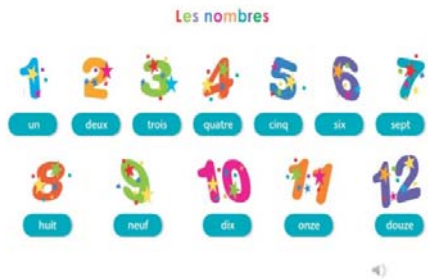 Les nombres
1 2 3 4 5 6 7
un deux trois quatre cinq six sept
8 9 10 11 12
huit neuf dix onze douze